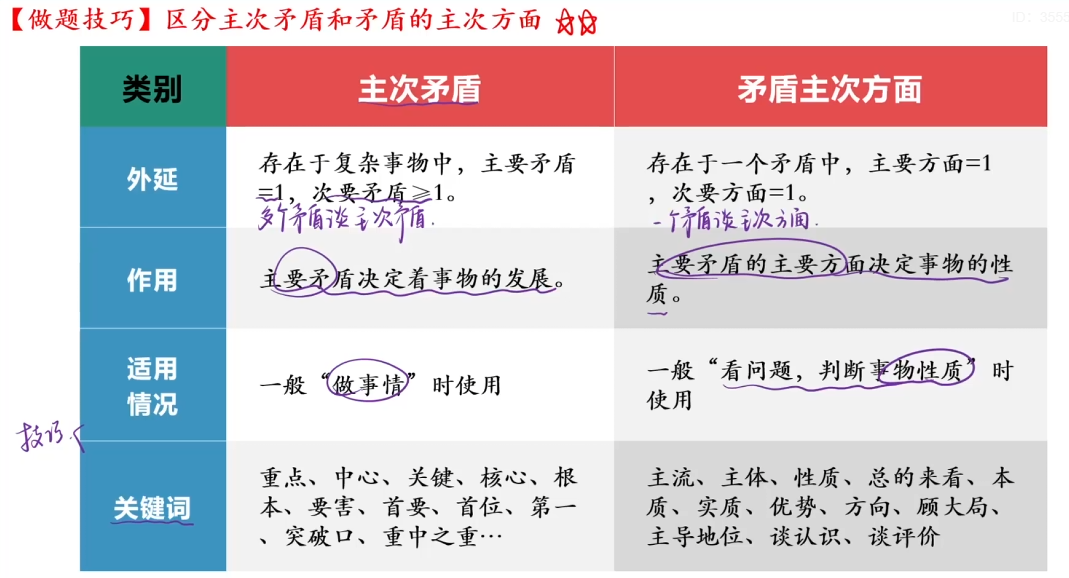 【做题技巧】区分主次矛盾和矛盾的主次方面
ID：3555
类别
主次矛盾
矛盾主次方面
外延
存在于复杂事物中，主要矛盾
=1，次要矛盾≥1。
多个矛盾谈主次矛盾.
存在于一个矛盾中，主要方面=1
，次要方面=1。
一个矛盾谈主次方面.
作用
主要矛盾决定着事物的发展。
主要矛盾的主要方面决定事物的性
质。
适用
情况
一般“做事情”时使用
一般“看问题，判断事物性质”时
使用
技巧
关键词
重点、中心、关键、核心、根
本、要害、首要、首位、第一
、突破口、重中之重…
主流、主体、性质、总的来看、本
质、实质、优势、方向、顾大局、
主导地位、谈认识、谈评价